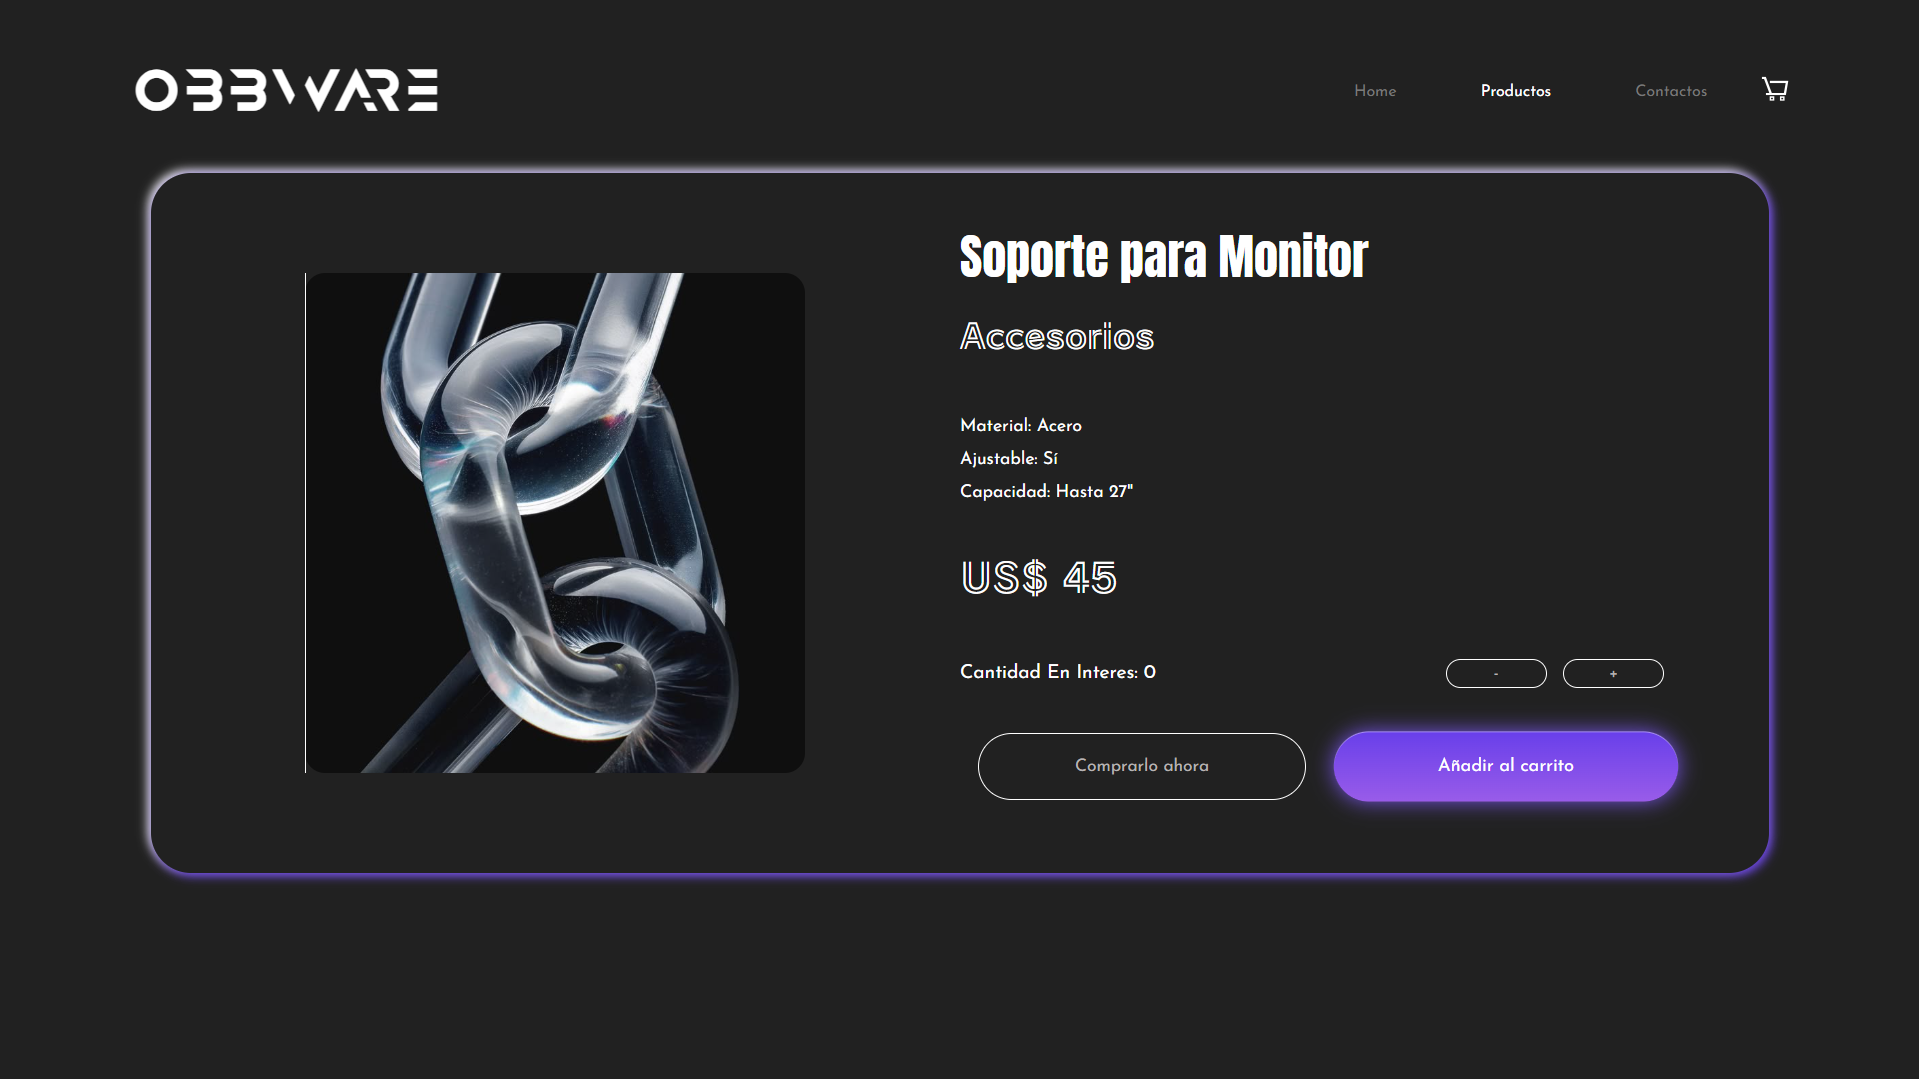 OBBWARE
Home Productos Contactos
Soporte para Monitor
Accesorios
Material: Acero
Ajustable: Sí
Capacidad: Hasta 27"
US$ 45
Cantidad En Interes: 0 - +
Comprarlo ahora Añadir al carrito